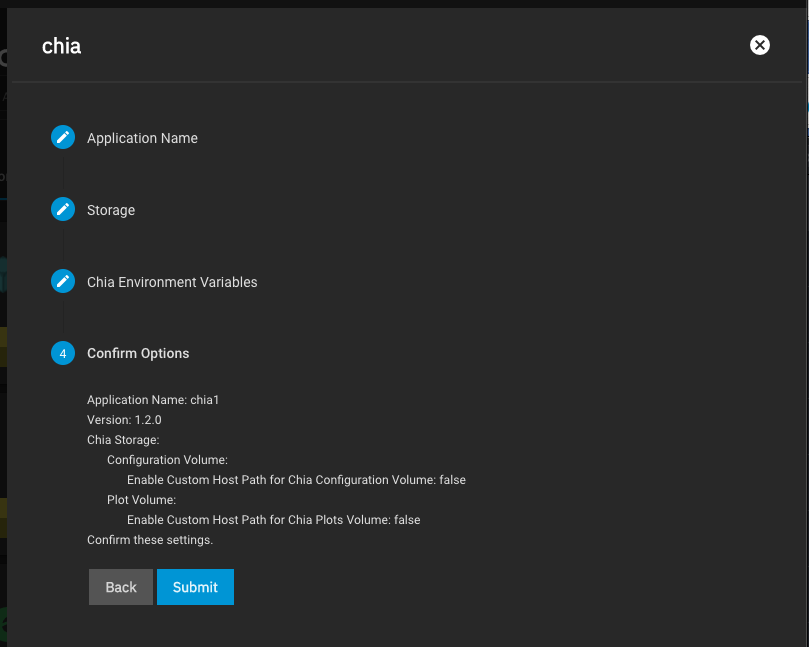 chia
Application Name
Storage
Chia Environment Variables
4 Confirm Options
Application Name: chia1
Version: 1.2.0
Chia Storage:
Configuration Volume:
Enable Custom Host Path for Chia Configuration Volume: false
Plot Volume:
Enable Custom Host Path for Chia Plots Volume: false
Confirm these settings.
Back Submit